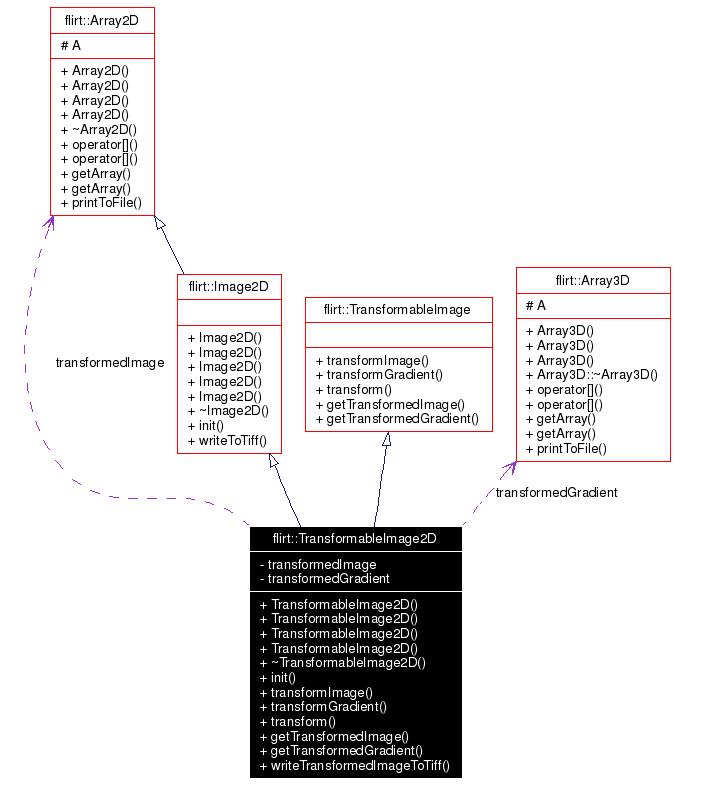 flirt::Array2D
# A
+ Array2D()
+ Array2D()
+ Array2D()
+ Array2D()
+ ~Array2D()
+ operator[]()
+ operator[]()
+ getArray()
+ getArray()
+ printToFile()
flirt::Image2D
+ Image2D()
+ Image2D()
+ Image2D()
+ Image2D()
+ Image2D()
+ ~Image2D()
+ init()
+ writeToTiff()
flirt::TransformableImage
+ transformImage()
+ transformGradient()
+ transform()
+ getTransformedImage()
+ getTransformedGradient()
flirt::Array3D
# A
+ Array3D()
+ Array3D()
+ Array3D()
+ Array3D::~Array3D()
+ operator[]()
+ operator[]()
+ getArray()
+ getArray()
+ printToFile()
transformedImage
transformedGradient
flirt::TransformableImage2D
- transformedImage
- transformedGradient
+ TransformableImage2D()
+ TransformableImage2D()
+ TransformableImage2D()
+ TransformableImage2D()
+ ~TransformableImage2D()
+ init()
+ transformImage()
+ transformGradient()
+ transform()
+ getTransformedImage()
+ getTransformedGradient()
+ writeTransformedImageToTiff()